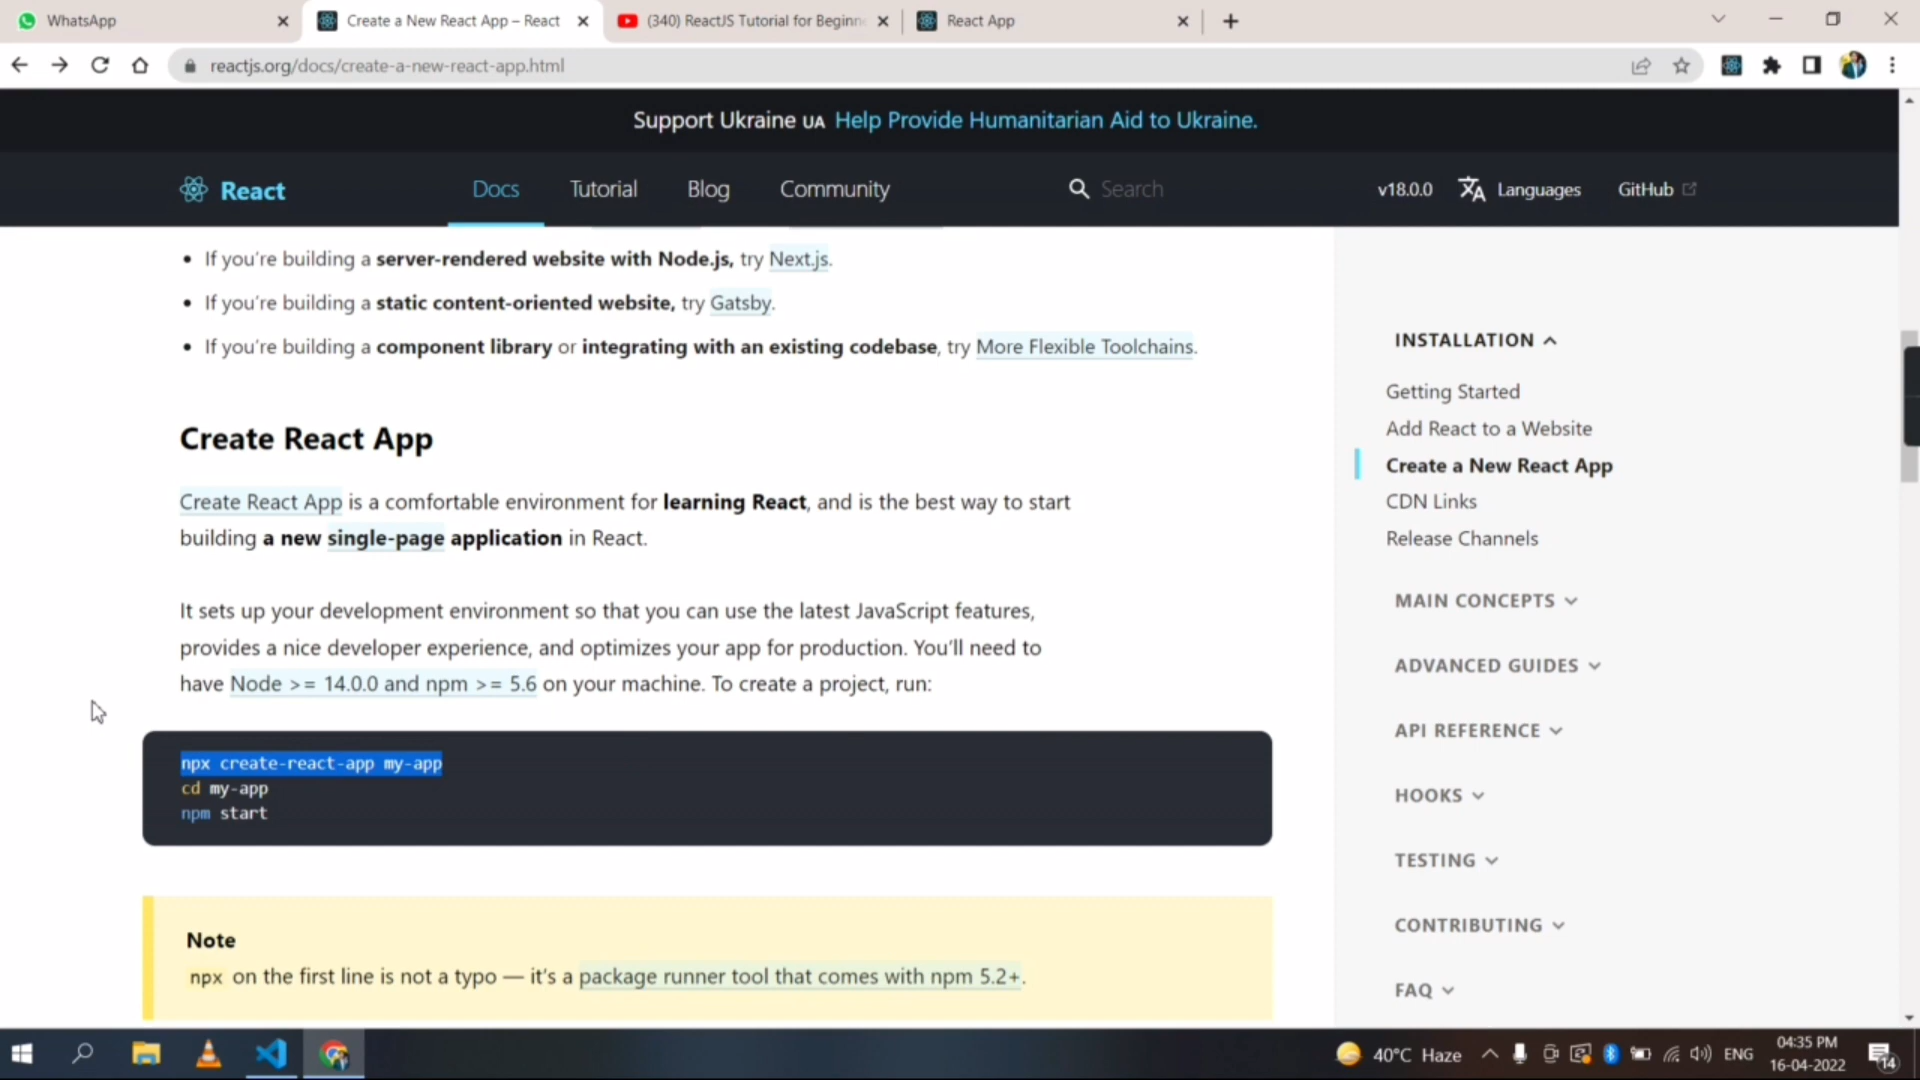 WhatsApp
Create a New React App – React
(340) ReactJS Tutorial for Beginn
React App
reactjs.org/docs/create-a-new-react-app.html
Support Ukraine UA Help Provide Humanitarian Aid to Ukraine.
React
Docs
Tutorial
Blog
Community
Search
v18.0.0
Languages
GitHub
• If you’re building a server-rendered website with Node.js, try Next.js.
• If you’re building a static content-oriented website, try Gatsby.
• If you’re building a component library or integrating with an existing codebase, try More Flexible Toolchains.
Create React App
Create React App is a comfortable environment for learning React, and is the best way to start
building a new single-page application in React.
It sets up your development environment so that you can use the latest JavaScript features,
provides a nice developer experience, and optimizes your app for production. You’ll need to
have Node >= 14.0.0 and npm >= 5.6 on your machine. To create a project, run:
npx create-react-app my-app
cd my-app
npm start
Note
npx on the first line is not a typo — it’s a package runner tool that comes with npm 5.2+.
INSTALLATION
Getting Started
Add React to a Website
Create a New React App
CDN Links
Release Channels
MAIN CONCEPTS
ADVANCED GUIDES
API REFERENCE
HOOKS
TESTING
CONTRIBUTING
FAQ
40°C Haze
ENG
04:35 PM
16-04-2022
14